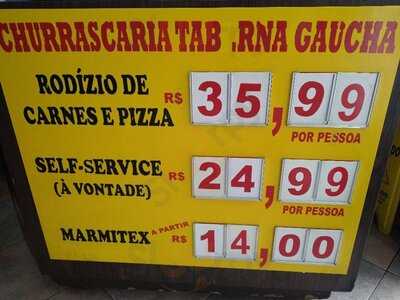 CHURRASCARIA TAB RNA GAUCHA
RODÍZIO DE
CARNES E PIZZA
R$ 35,99
POR PESSOA
SELF-SERVICE
(À VONTADE)
R$ 24,99
POR PESSOA
MARMITEX
A PARTIR
R$ 14,00